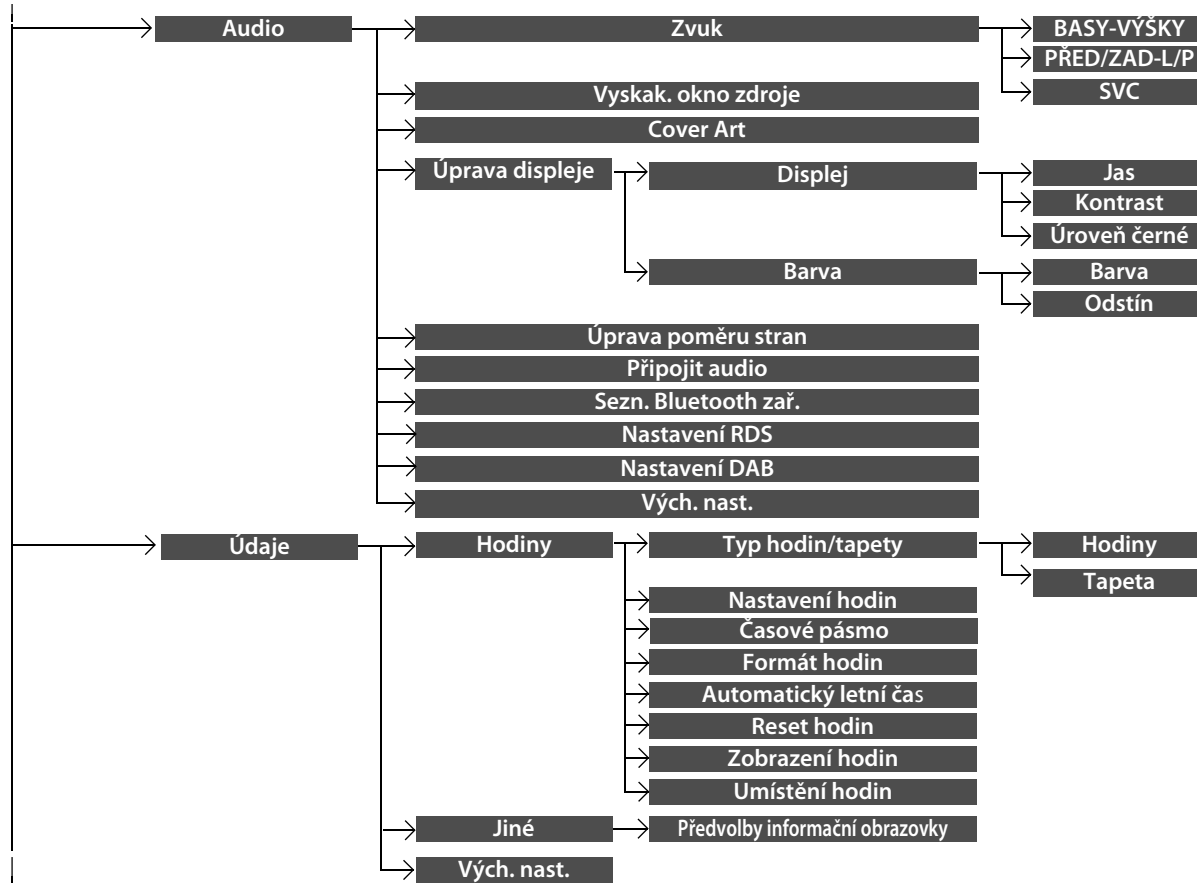 Audio
Zvuk
BASY-VÝŠKY
PŘED/ZAD-L/P
SVC
Vyskak. okno zdroje
Cover Art
Úprava displeje
Displej
Jas
Kontrast
Úroveň černé
Barva
Barva
Odstín
Úprava poměru stran
Připojit audio
Sezn. Bluetooth zař.
Nastavení RDS
Nastavení DAB
Vých. nast.
Údaje
Hodiny
Typ hodin/tapety
Hodiny
Tapeta
Nastavení hodin
Časové pásmo
Formát hodin
Automatický letní čas
Reset hodin
Zobrazení hodin
Umístění hodin
Jiné
Předvolby informační obrazovky
Vých. nast.